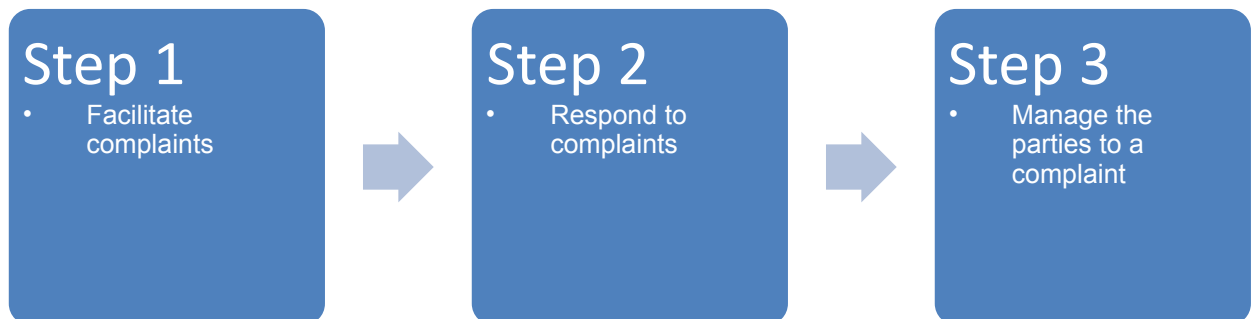 Step 1
• Facilitate
complaints
Step 2
• Respond to
complaints
Step 3
• Manage the
parties to a
complaint